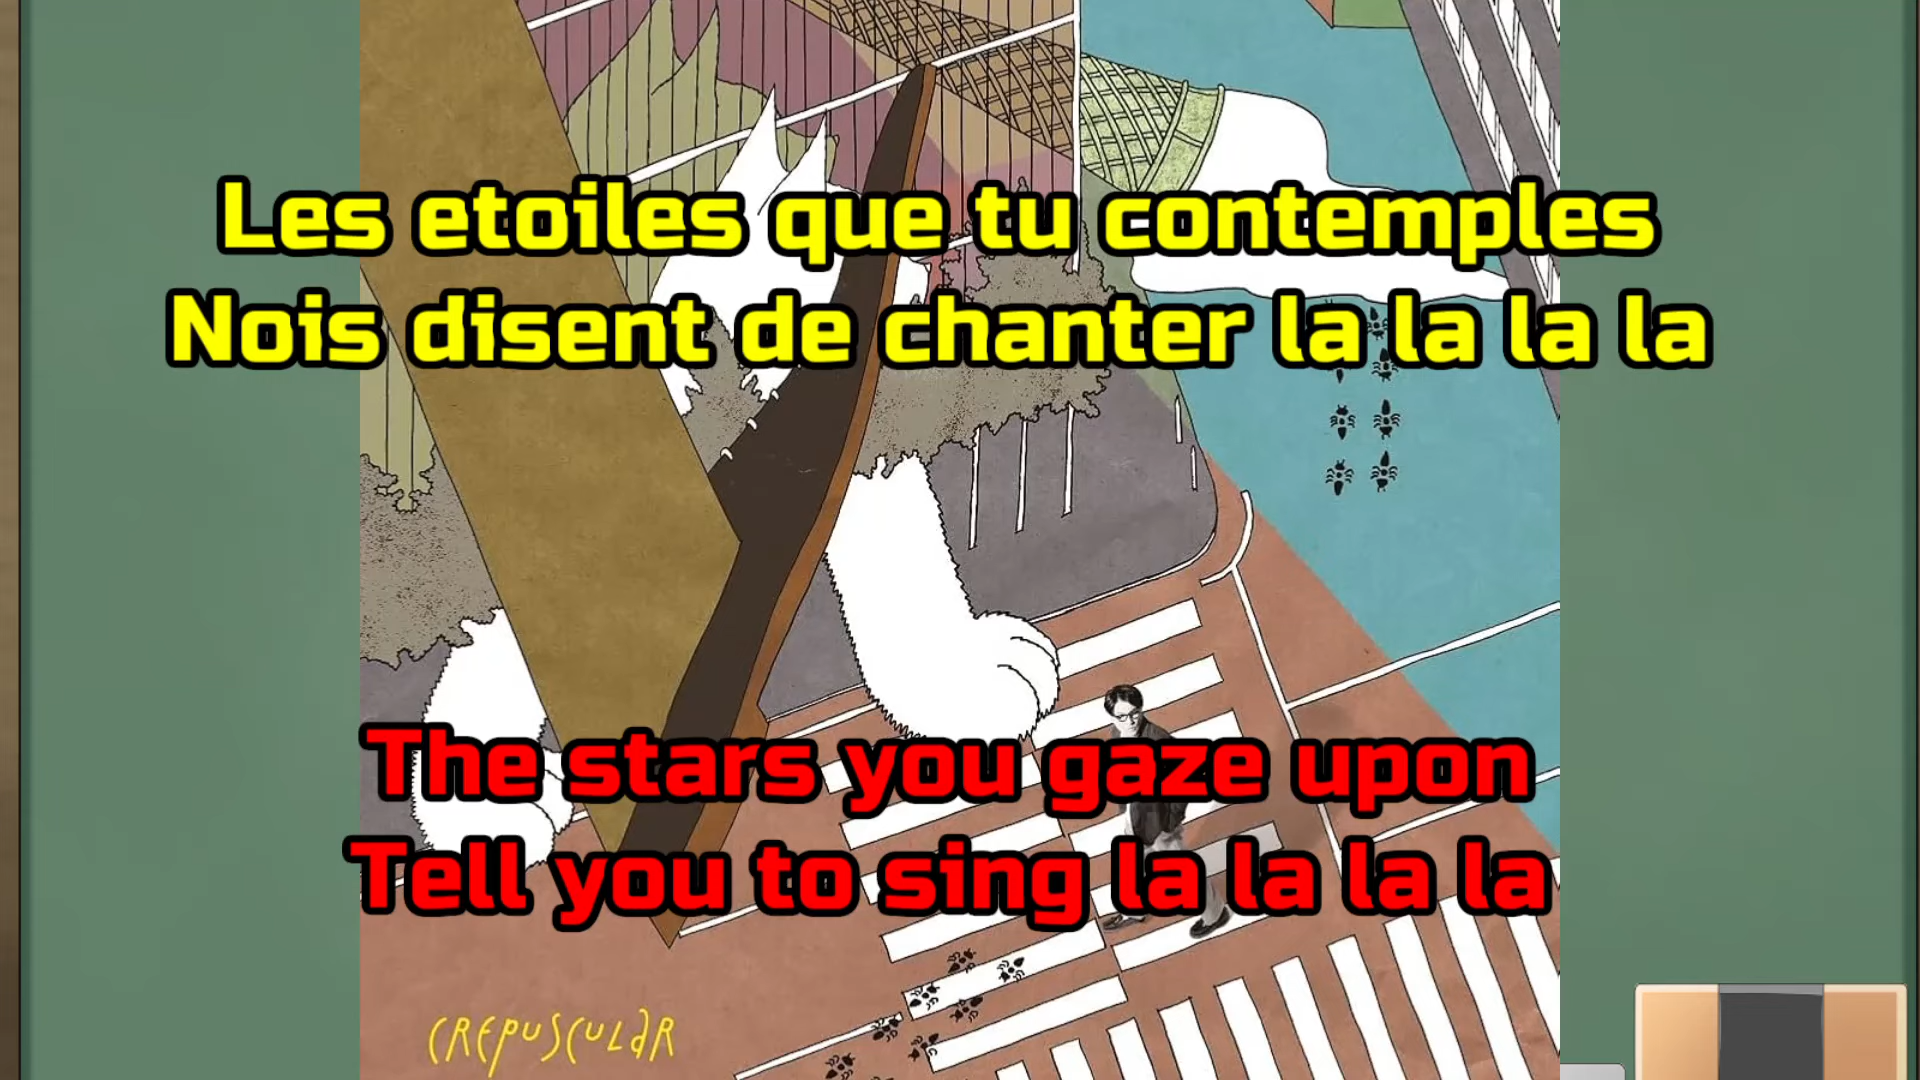 Les etoiles que tu contemples
Nois disent de chanter la la la la
The stars you gaze upon
Tell you to sing la la la la
CREPUSCULAR